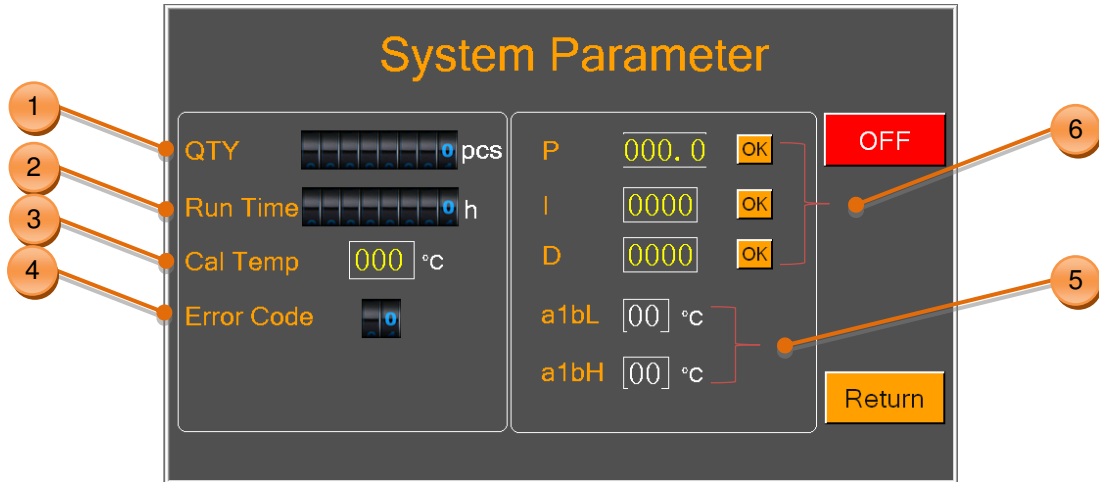 System Parameter
1
QTY 0 pcs
2
Run Time 0 h
3
Cal Temp 000 °C
4
Error Code 0
P 000.0 OK
I 0000 OK
D 0000 OK
a1bL 00 °C
a1bH 00 °C
OFF
6
5
Return